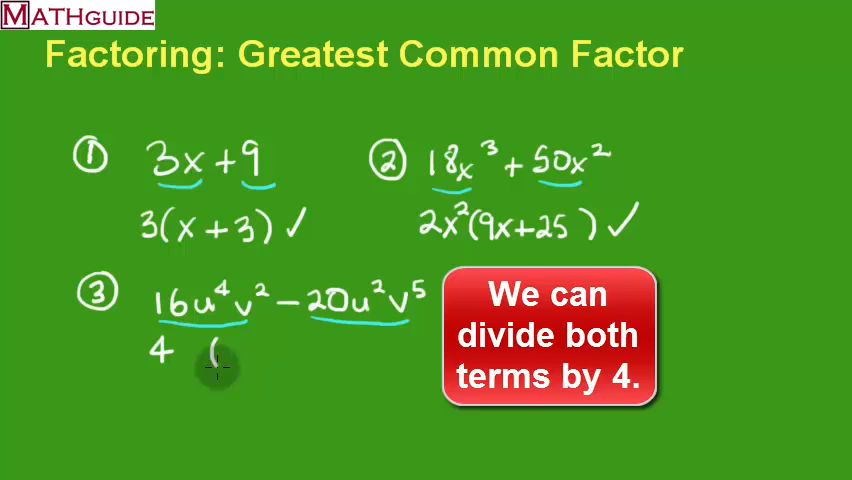 MATHGUIDE
Factoring: Greatest Common Factor
① 3x + 9
3(x + 3) ✓
② 18x³ + 50x²
2x²(9x + 25) ✓
③ 16u⁴v² − 20u²v⁵
4 (
We can
divide both
terms by 4.